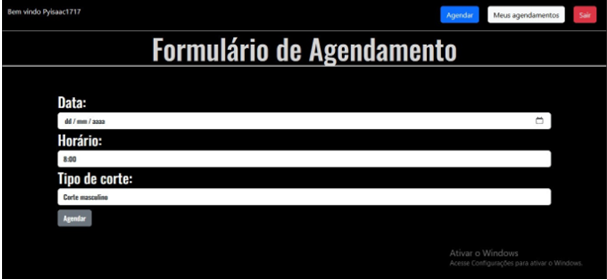 Bem vindo Pyisaac1717
Agendar Meus agendamentos Sair
Formulário de Agendamento
Data:
dd / mm / aaaa
Horário:
8:00
Tipo de corte:
Corte masculino
Agendar
Ativar o Windows
Acesse Configurações para ativar o Windows.